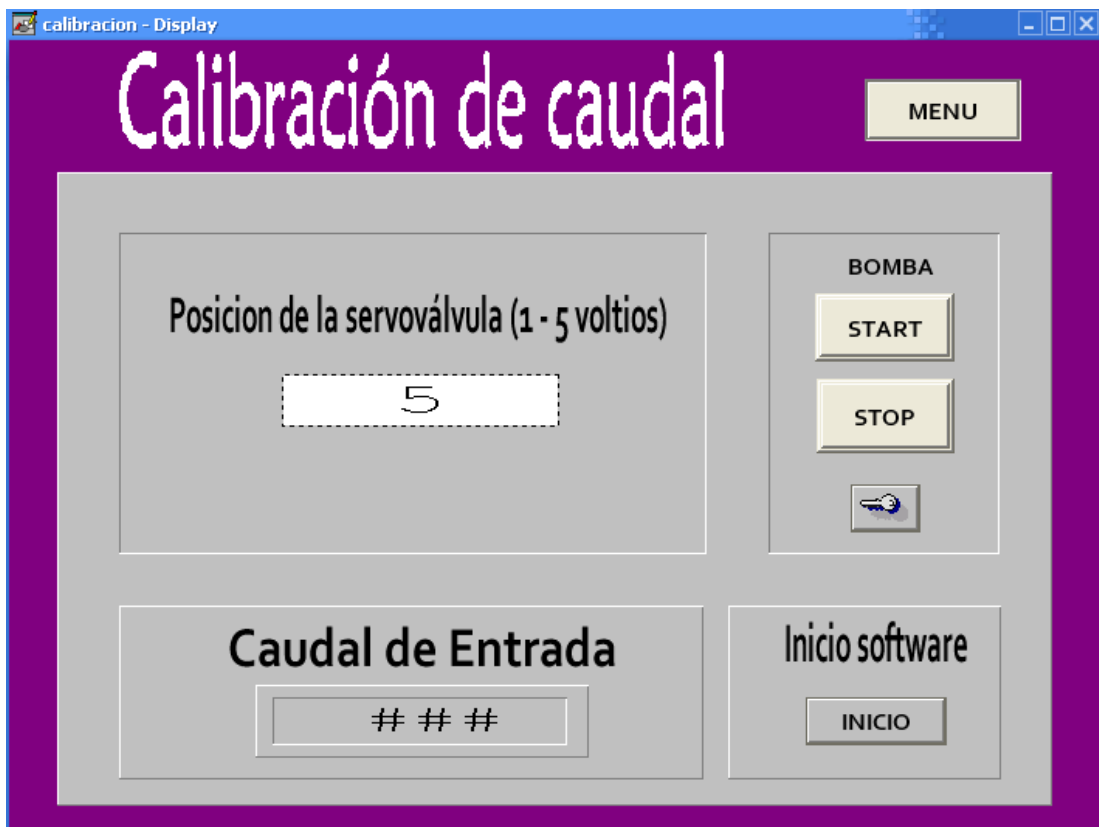 calibracion - Display
Calibración de caudal
MENU
Posicion de la servoválvula (1 - 5 voltios)
5
BOMBA
START
STOP
Caudal de Entrada
# # #
Inicio software
INICIO